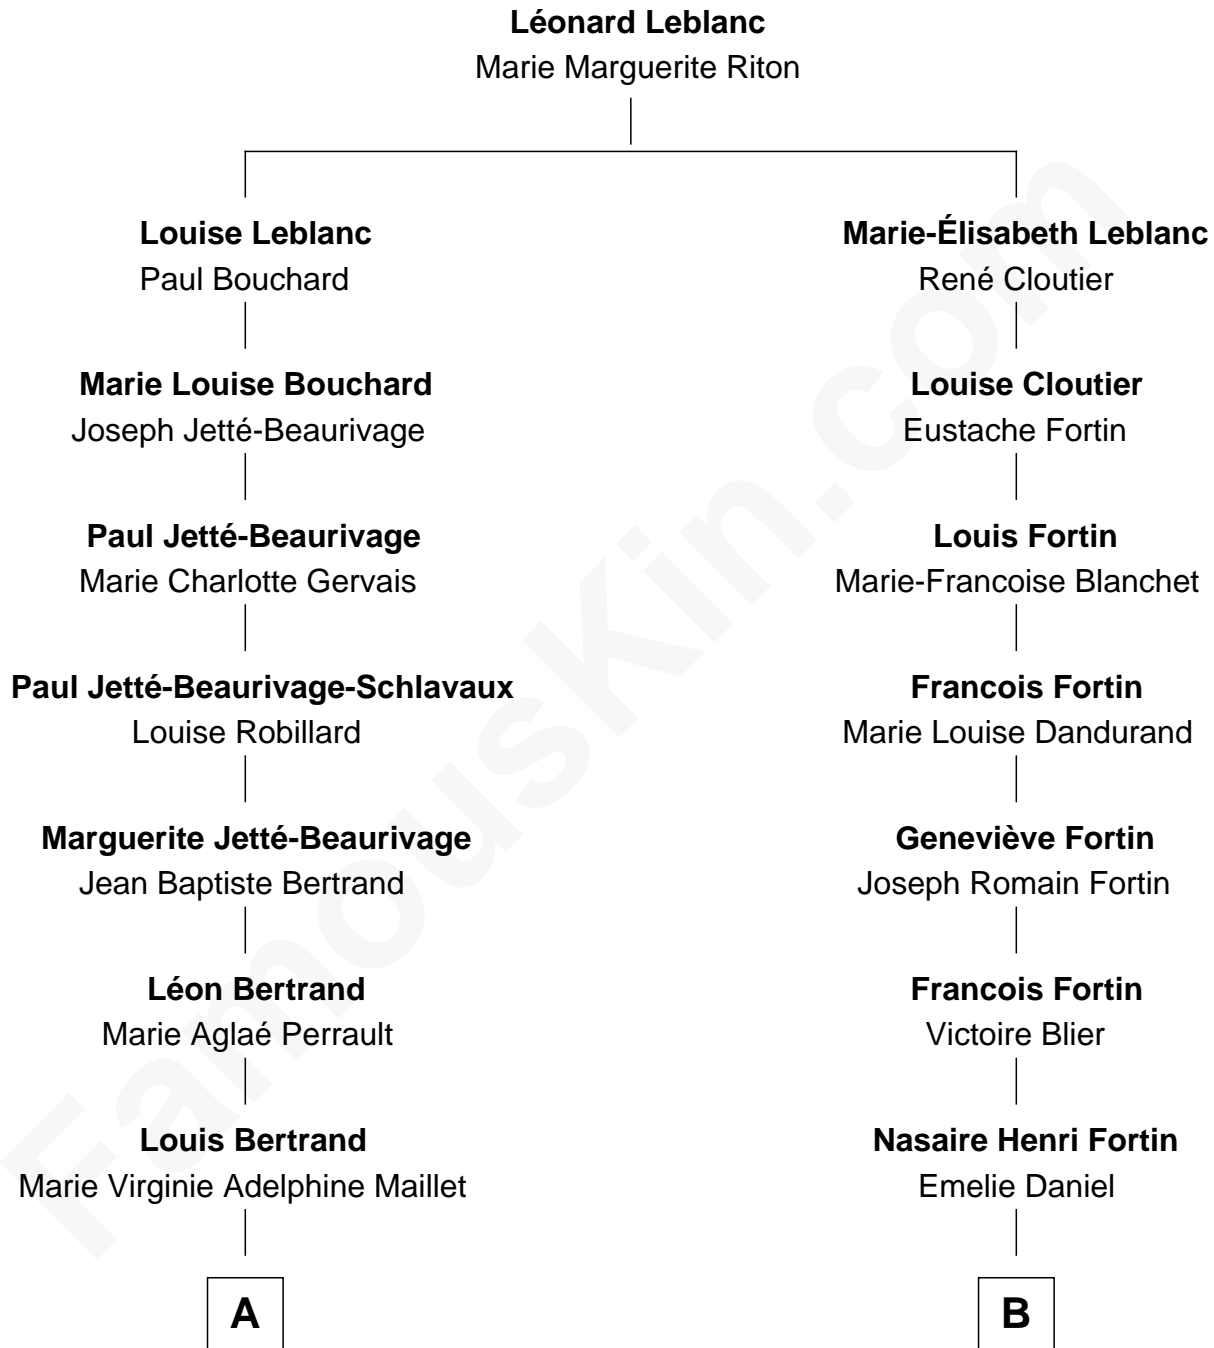 Léonard Leblanc
Marie Marguerite Riton
Louise Leblanc
Paul Bouchard
Marie-Élisabeth Leblanc
René Cloutier
Marie Louise Bouchard
Joseph Jetté-Beaurivage
Louise Cloutier
Eustache Fortin
Paul Jetté-Beaurivage
Marie Charlotte Gervais
Louis Fortin
Marie-Francoise Blanchet
Paul Jetté-Beaurivage-Schlavaux
Louise Robillard
Francois Fortin
Marie Louise Dandurand
Marguerite Jetté-Beaurivage
Jean Baptiste Bertrand
Geneviève Fortin
Joseph Romain Fortin
Léon Bertrand
Marie Aglaé Perrault
Francois Fortin
Victoire Blier
Louis Bertrand
Marie Virginie Adelphine Maillet
Nasaire Henri Fortin
Emelie Daniel
A
B
FamousKin.com